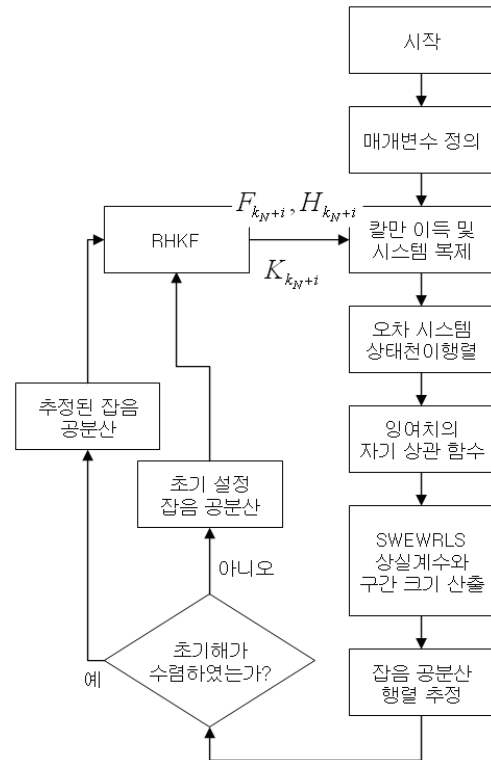 시작
매개변수 정의
$F_{k_N+i}, H_{k_N+i}$
RHKF
$K_{k_N+i}$
칼만 이득 및
시스템 복제
오차 시스템
상태천이행렬
추정된 잡음
공분산
잉여치의
자기 상관 함수
초기 설정
잡음 공분산
SWEWRLS
상실계수와
구간 크기 산출
아니오
초기해가
수렴하였는가?
예
잡음 공분산
행렬 추정